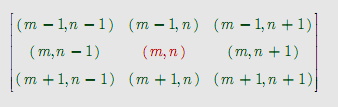 (m − 1,n − 1) (m − 1,n) (m − 1,n + 1)
(m,n − 1) (m,n) (m,n + 1)
(m + 1,n − 1) (m + 1,n) (m + 1,n + 1)